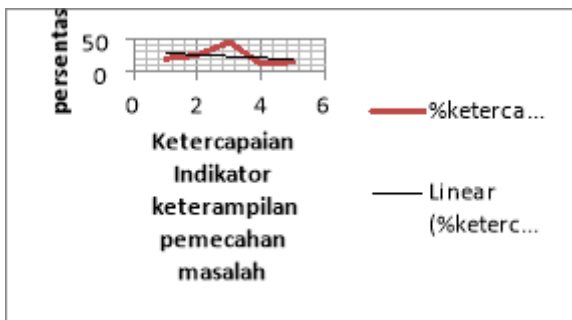 persentas
50
0
0 2 4 6
Ketercapaian
Indikator
keterampilan
pemecahan
masalah
%keterca...
Linear
(%keterc...